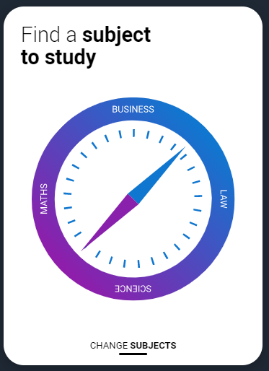 Find a subject
to study
BUSINESS
MATHS
LAW
SCIENCE
CHANGE SUBJECTS